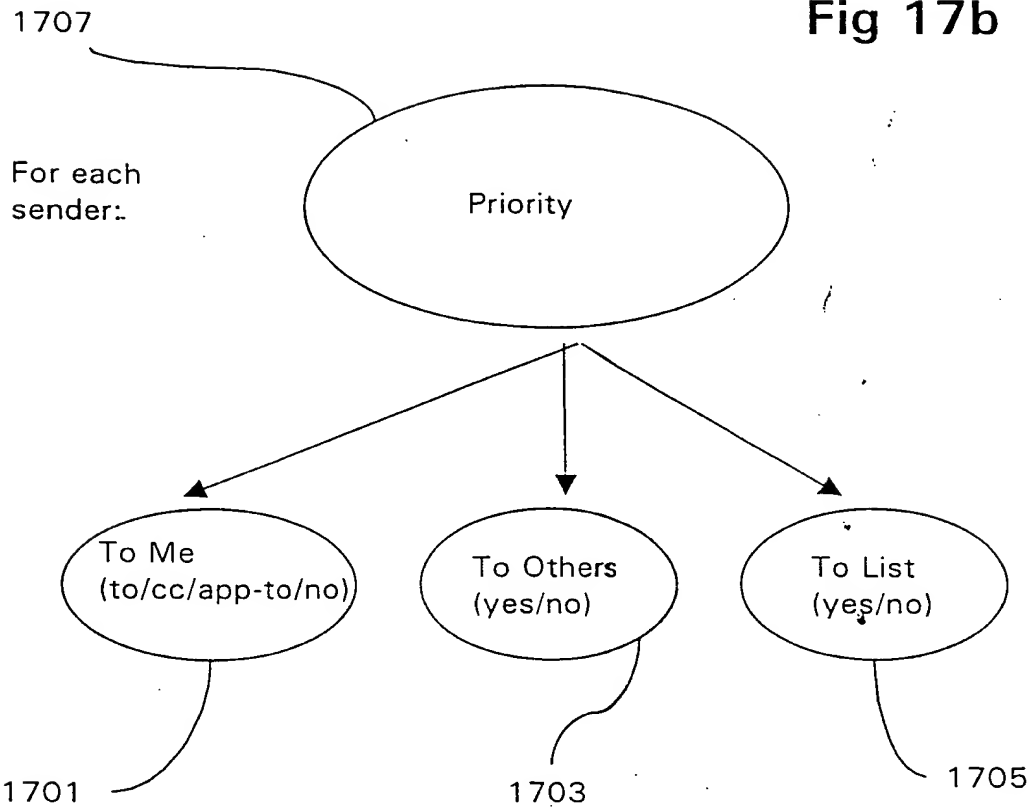 1707
Fig 17b
For each
sender:
Priority
To Me
(to/cc/app-to/no)
To Others
(yes/no)
To List
(yes/no)
1701
1703
1705